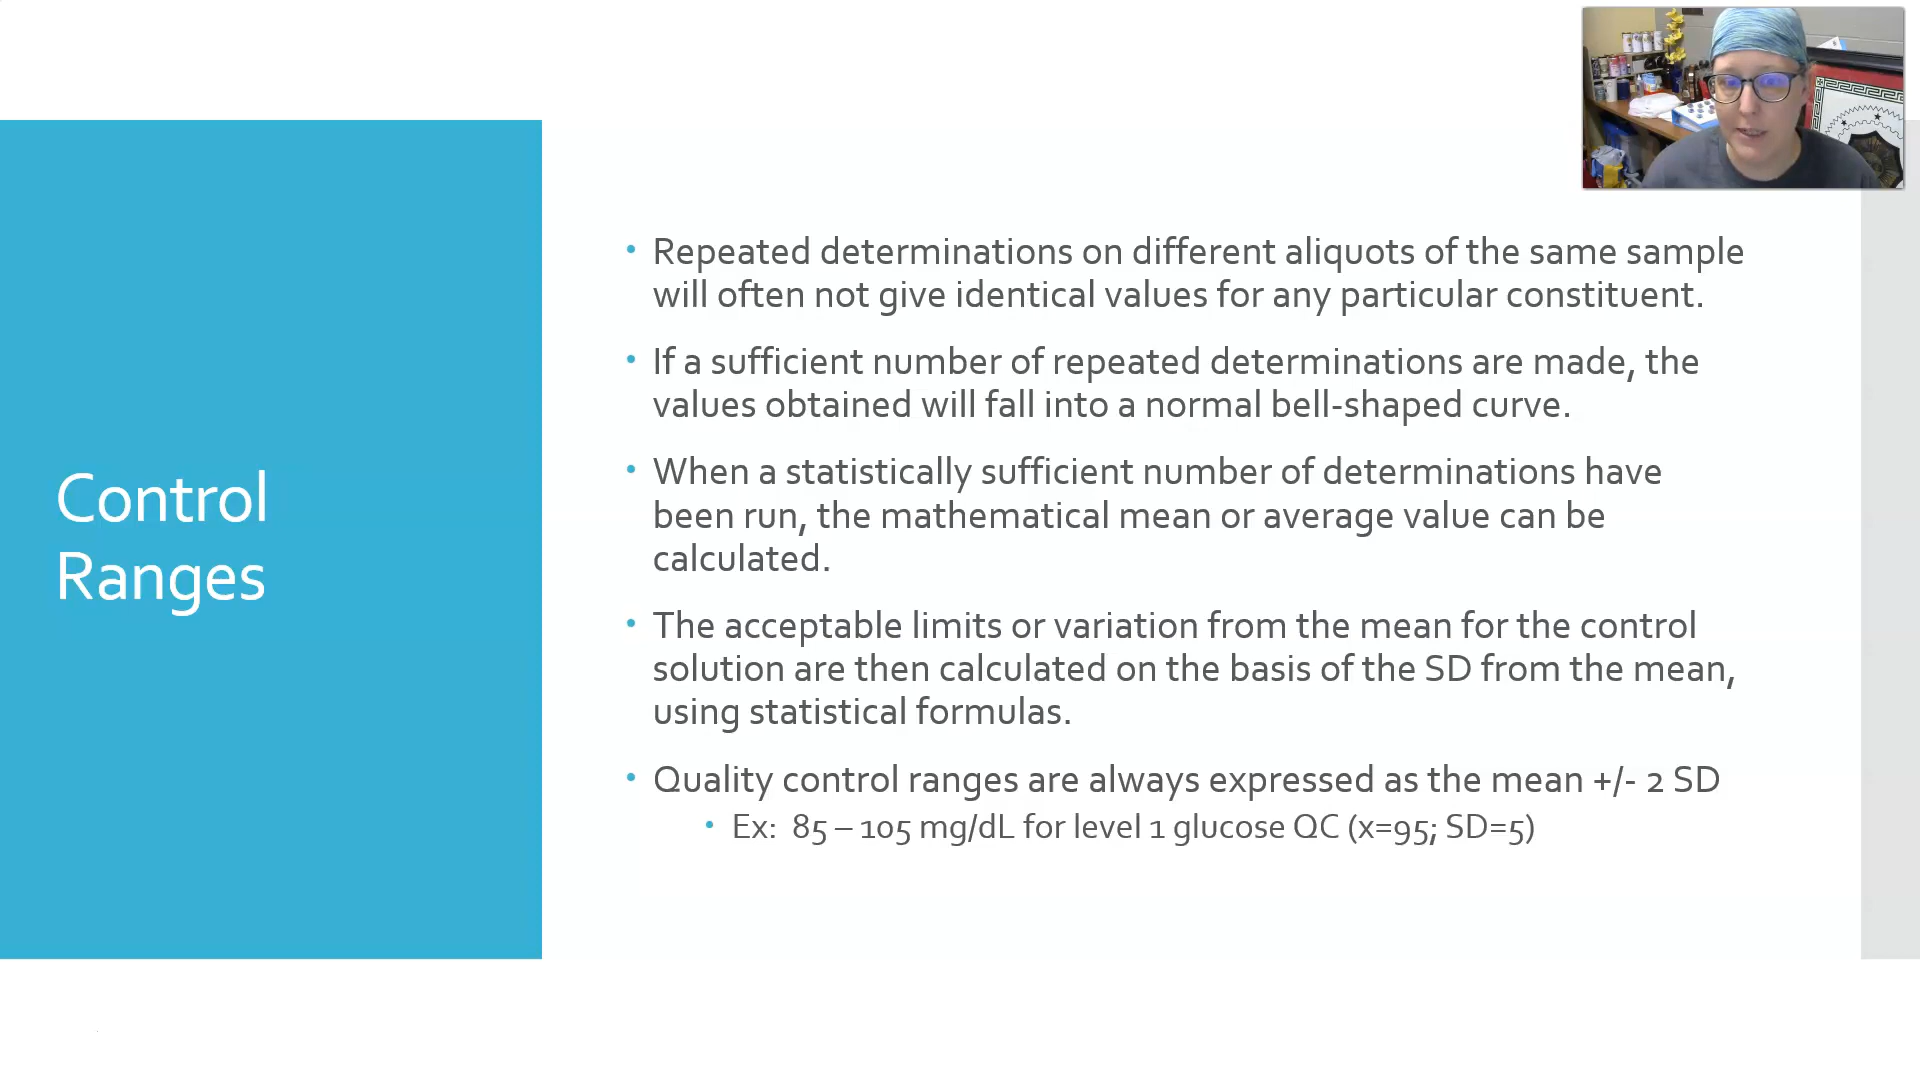 Control
Ranges
• Repeated determinations on different aliquots of the same sample
will often not give identical values for any particular constituent.
• If a sufficient number of repeated determinations are made, the
values obtained will fall into a normal bell-shaped curve.
• When a statistically sufficient number of determinations have
been run, the mathematical mean or average value can be
calculated.
• The acceptable limits or variation from the mean for the control
solution are then calculated on the basis of the SD from the mean,
using statistical formulas.
• Quality control ranges are always expressed as the mean +/- 2 SD
• Ex: 85 – 105 mg/dL for level 1 glucose QC (x=95; SD=5)